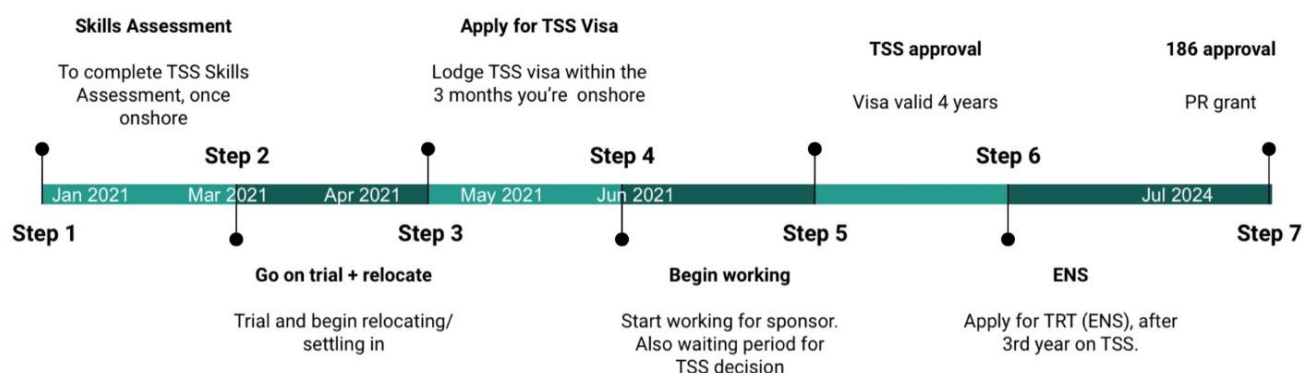 Skills Assessment
To complete TSS Skills
Assessment, once
onshore
Apply for TSS Visa
Lodge TSS visa within the
3 months you're onshore
TSS approval
Visa valid 4 years
186 approval
PR grant
Step 2
Step 4
Step 6
Jan 2021
Mar 2021
Apr 2021
May 2021
Jun 2021
Jul 2024
Step 1
Step 3
Step 5
Step 7
Go on trial + relocate
Trial and begin relocating/
settling in
Begin working
Start working for sponsor.
Also waiting period for
TSS decision
ENS
Apply for TRT (ENS), after
3rd year on TSS.